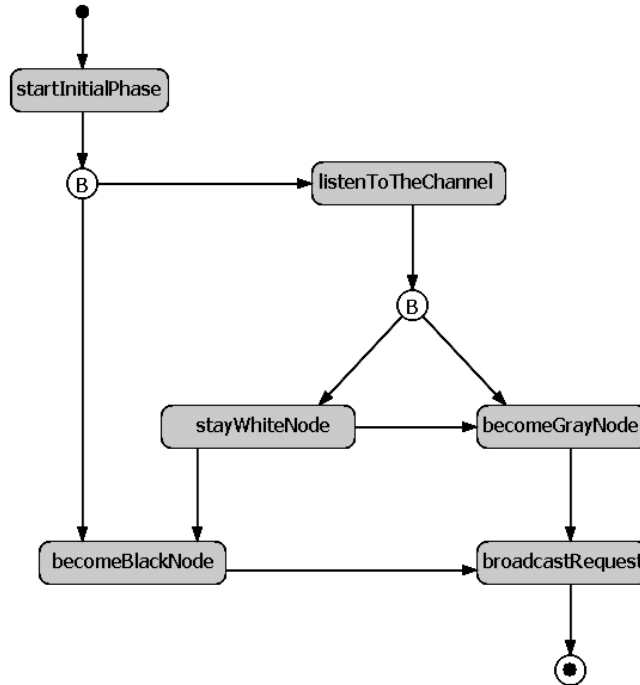 startInitialPhase
B
listenToTheChannel
B
stayWhiteNode
becomeGrayNode
becomeBlackNode
broadcastRequest